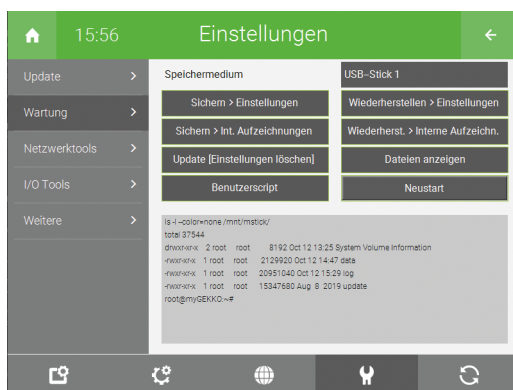 15:56 Einstellungen
Update
Wartung
Netzwerktools
I/O Tools
Weitere
Speichermedium USB-Stick 1
Sichern > Einstellungen Wiederherstellen > Einstellungen
Sichern > Int. Aufzeichnungen Wiederherst. > Interne Aufzeichn.
Update [Einstellungen löschen] Dateien anzeigen
Benutzerscript Neustart
ls -l --color=none /mnt/mstick/
total 37544
drwxr-xr-x 2 root root 8192 Oct 12 13:25 System Volume Information
-rwxr-xr-x 1 root root 2129920 Oct 12 14:47 data
-rwxr-xr-x 1 root root 20951040 Oct 12 15:29 log
-rwxr-xr-x 1 root root 15347680 Aug 8 2019 update
root@myGEKKO:~#